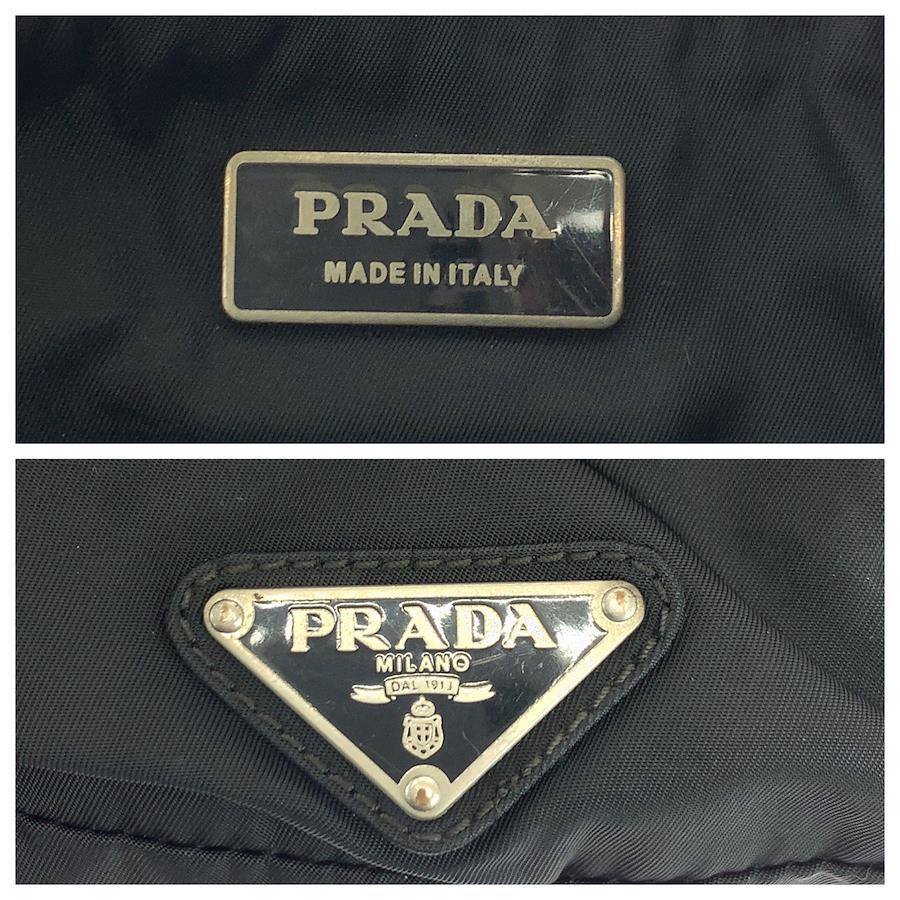 PRADA
MADE IN ITALY
PRADA
MILANO
DAL 1913